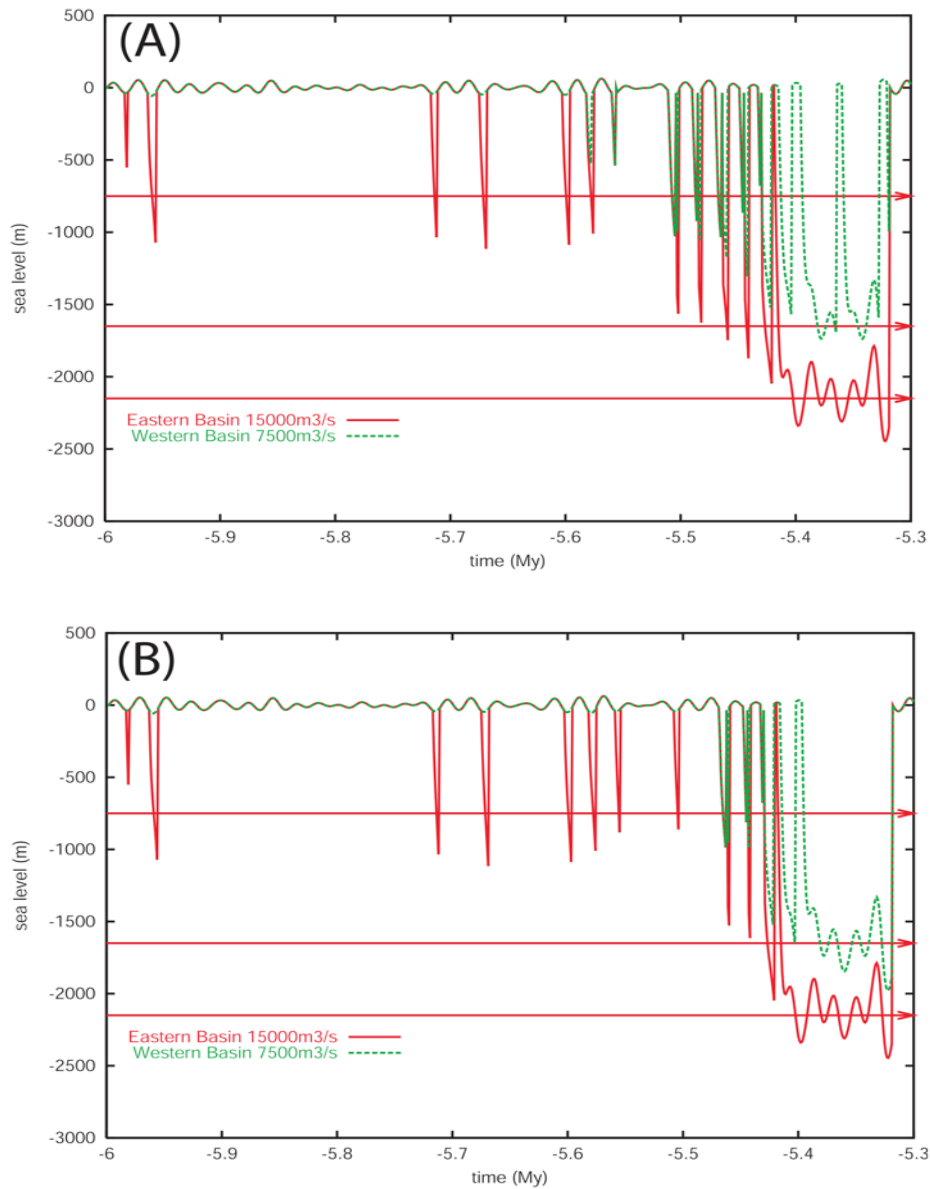 (A)
500
0
-500
-1000
-1500
-2000
-2500
-3000
sea level (m)
Eastern Basin 15000m3/s
Western Basin 7500m3/s
-6 -5.9 -5.8 -5.7 -5.6 -5.5 -5.4 -5.3
time (My)
(B)
500
0
-500
-1000
-1500
-2000
-2500
-3000
sea level (m)
Eastern Basin 15000m3/s
Western Basin 7500m3/s
-6 -5.9 -5.8 -5.7 -5.6 -5.5 -5.4 -5.3
time (My)